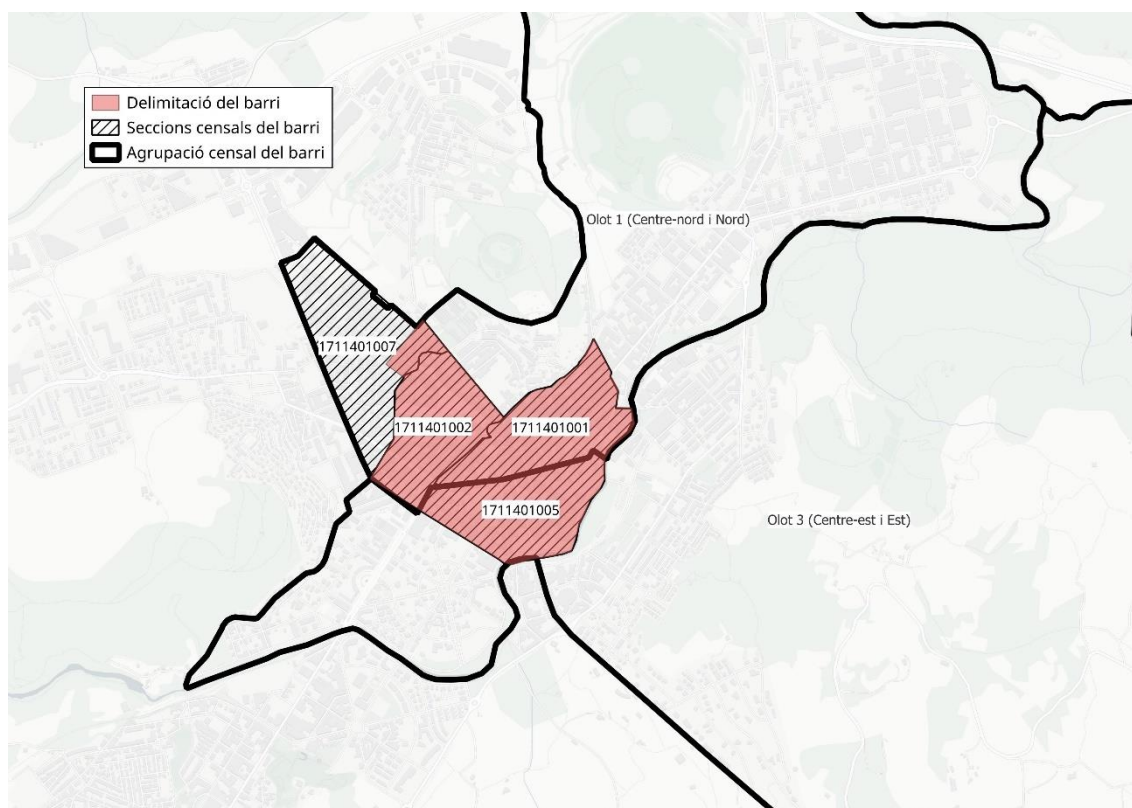 Delimitació del barri
Seccions censals del barri
Agrupació censal del barri
Olot 1 (Centre-nord i Nord)
1711401007
1711401002
1711401001
1711401005
Olot 3 (Centre-est i Est)